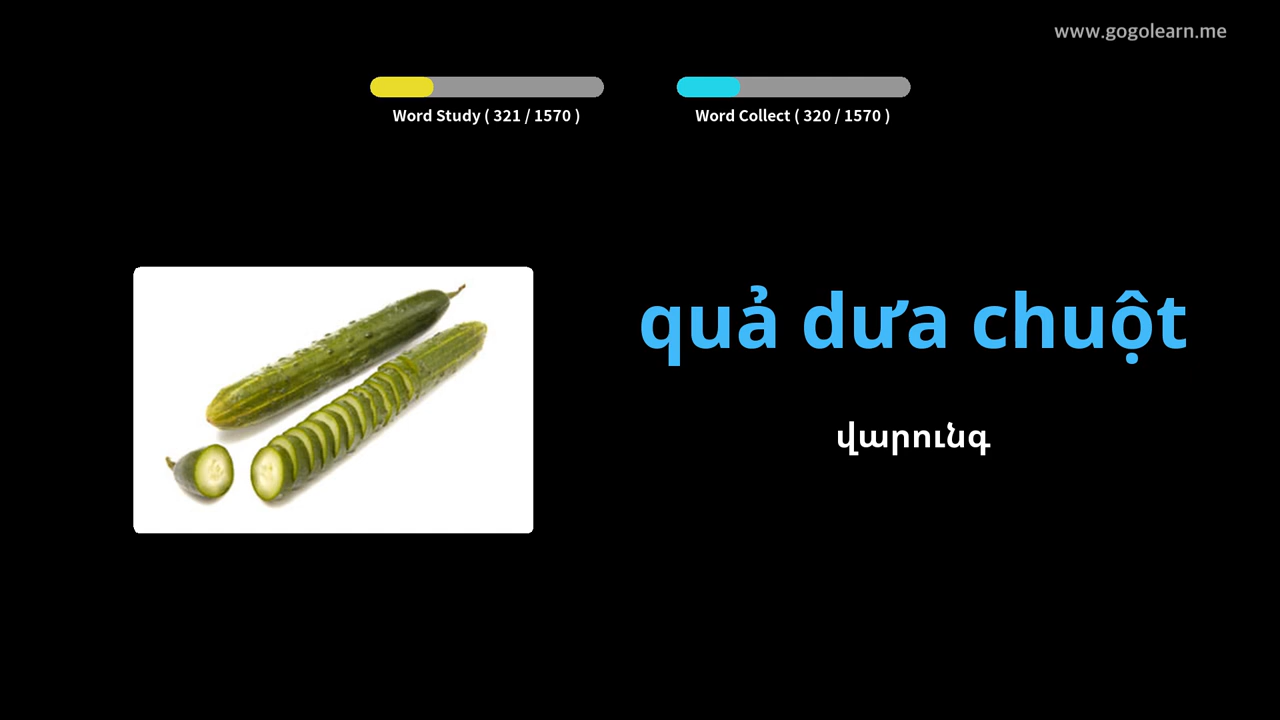 www.gogolearn.me
Word Study ( 321 / 1570 )
Word Collect ( 320 / 1570 )
quả dưa chuột
վարունգ